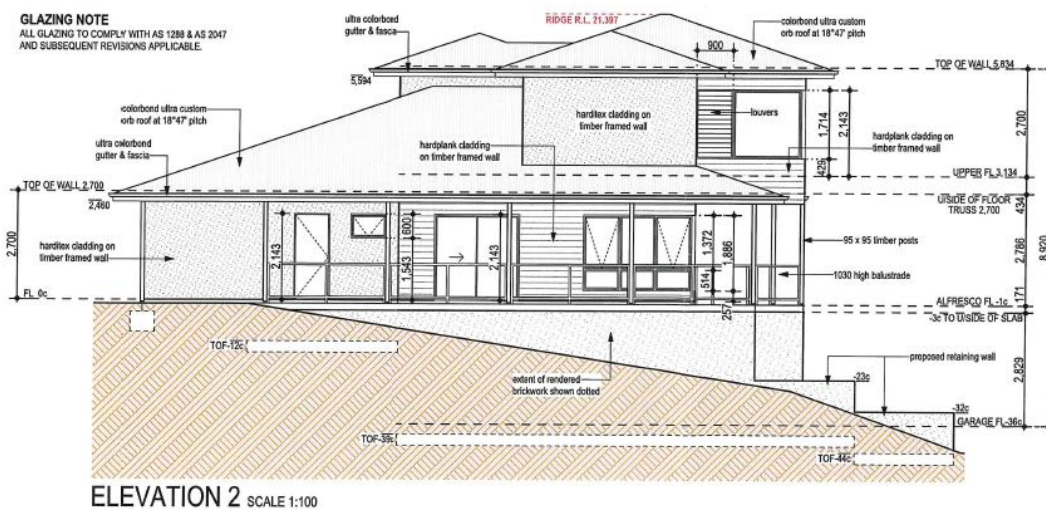 GLAZING NOTE
ALL GLAZING TO COMPLY WITH AS 1288 & AS 2047
AND SUBSEQUENT REVISIONS APPLICABLE.
ultra colorbond
gutter & fascia
RIDGE R.L. 21.397
colorbond ultra custom
orb roof at 18°47' pitch
900
TOP OF WALL 5,834
5,594
colorbond ultra custom
orb roof at 18°47' pitch
harditex cladding on
timber framed wall
louvers
1,714
2,143
2,700
ultra colorbond
gutter & fascia
hardplank cladding
on timber framed wall
hardplank cladding on
timber framed wall
429
UPPER FL 3,134
TOP OF WALL 2,700
2,460
U/SIDE OF FLOOR
TRUSS 2,700
434
2,700
harditex cladding on
timber framed wall
2,143
600
1,543
2,143
1,372
1,886
514
257
95 x 95 timber posts
2,786
8,920
1030 high balustrade
171
FL 0c
ALFRESCO FL -1c
-3c TO U/SIDE OF SLAB
TOF-12c
proposed retaining wall
2,829
extent of rendered
brickwork shown dotted
-23c
-32c
GARAGE FL-36c
TOF-39c
TOF-44c
ELEVATION 2 SCALE 1:100